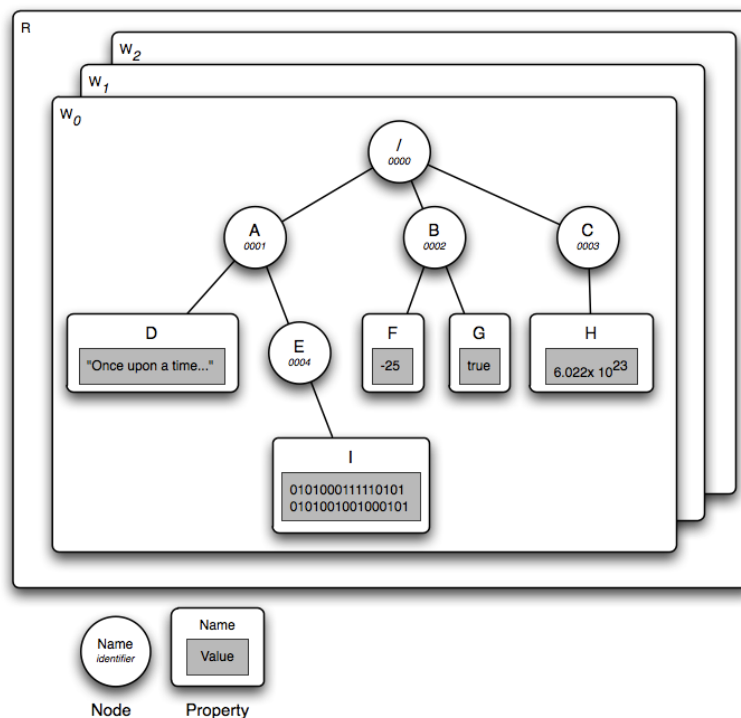 R
W2
W1
W0
/
0000
A
0001
B
0002
C
0003
D
"Once upon a time..."
E
0004
F
-25
G
true
H
6.022x 10^23
I
0101000111110101
0101001001000101
Name
identifier
Node
Name
Value
Property